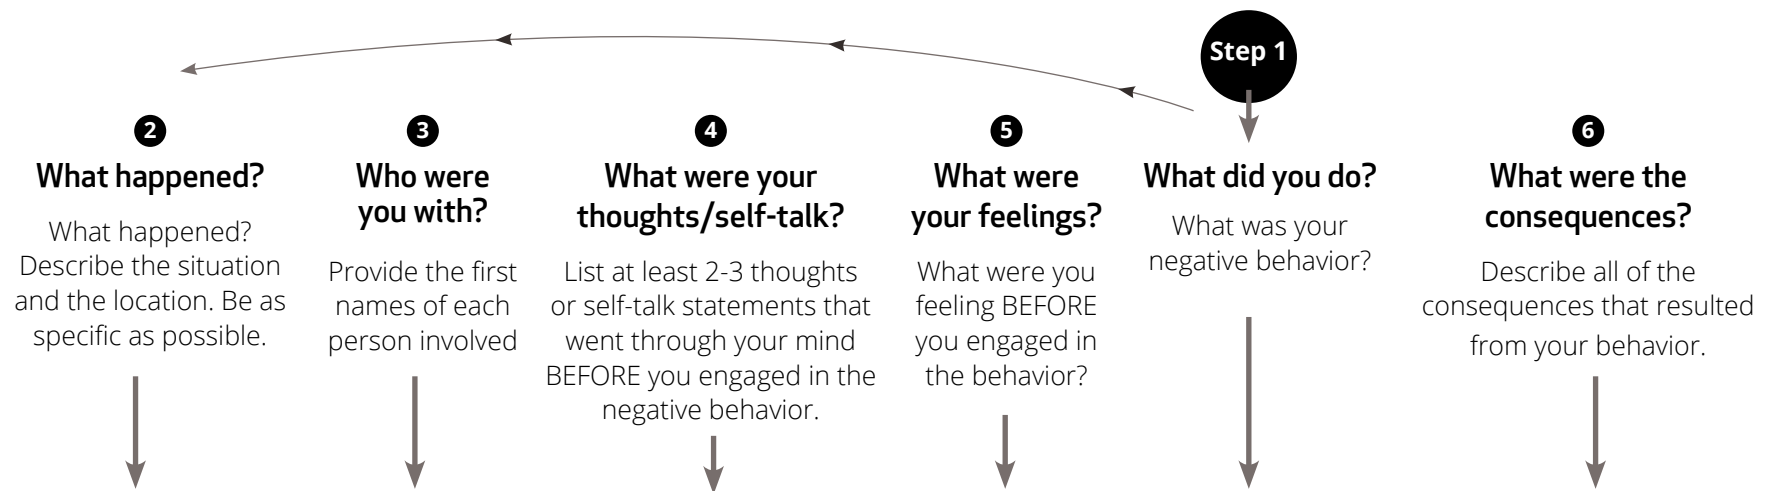 Step 1
2
What happened?
What happened?
Describe the situation
and the location. Be as
specific as possible.
3
Who were
you with?
Provide the first
names of each
person involved
4
What were your
thoughts/self-talk?
List at least 2-3 thoughts
or self-talk statements that
went through your mind
BEFORE you engaged in the
negative behavior.
5
What were
your feelings?
What were you
feeling BEFORE
you engaged in
the behavior?
What did you do?
What was your
negative behavior?
6
What were the
consequences?
Describe all of the
consequences that resulted
from your behavior.